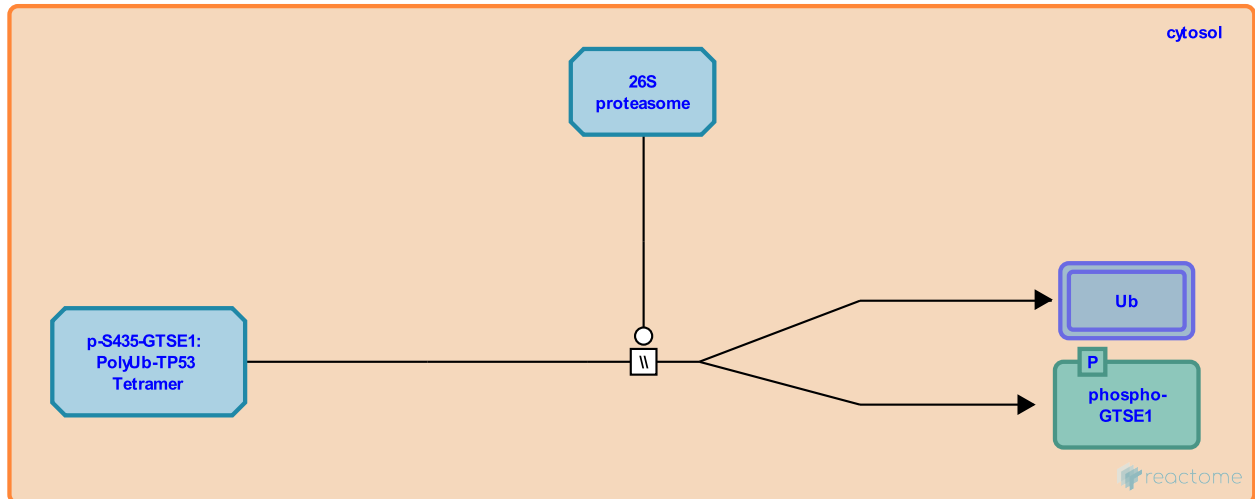 cytosol
26S
proteasome
p-S435-GTSE1:
PolyUb-TP53
Tetramer
\\
Ub
P
phospho-
GTSE1
reactome